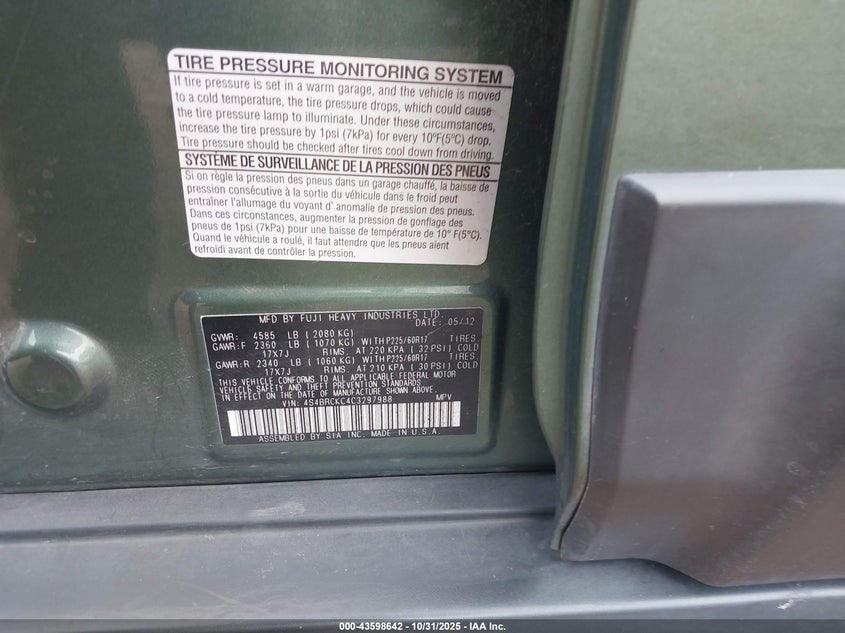 TIRE PRESSURE MONITORING SYSTEM
If tire pressure is set in a warm garage, and the vehicle is moved
to a cold temperature, the tire pressure drops, which could cause
the tire pressure lamp to illuminate. Under these circumstances,
increase the tire pressure by 1psi (7kPa) for every 10°F(5°C) drop.
Tire pressure should be checked after tires cool down from driving.
SYSTÈME DE SURVEILLANCE DE LA PRESSION DES PNEUS
Si on règle la pression des pneus dans un garage chauffé, la baisse de
pression consécutive à la sortie du véhicule dans le froid peut
entraîner l'allumage du voyant d' anomalie de pression des pneus.
Dans ces circonstances, augmenter la pression de gonflage des
pneus de 1psi (7kPa) pour une baisse de température de 10° F(5°C).
Quand le véhicule a roulé, il faut attendre que les pneus aient
refroidi avant de contrôler la pression.
MFD BY FUJI HEAVY INDUSTRIES LTD.
DATE: 05/12
GVWR: 4585 LB ( 2080 KG)
GAWR:F 2360 LB ( 1070 KG) WITH P225/60R17 TIRES.
17X7J RIMS. AT 220 KPA ( 32 PSI) COLD
GAWR:R 2340 LB ( 1060 KG) WITH P225/60R17 TIRES.
17X7J RIMS. AT 210 KPA ( 30 PSI) COLD
THIS VEHICLE CONFORMS TO ALL APPLICABLE FEDERAL MOTOR
VEHICLE SAFETY AND THEFT PREVENTION STANDARDS
IN EFFECT ON THE DATE OF MANUFACTURE SHOWN ABOVE.
VIN: 4S4BRCKC4C3297988 MPV
ASSEMBLED BY SIA INC. MADE IN U.S.A.
000-43598642 - 10/31/2025 - IAA Inc.